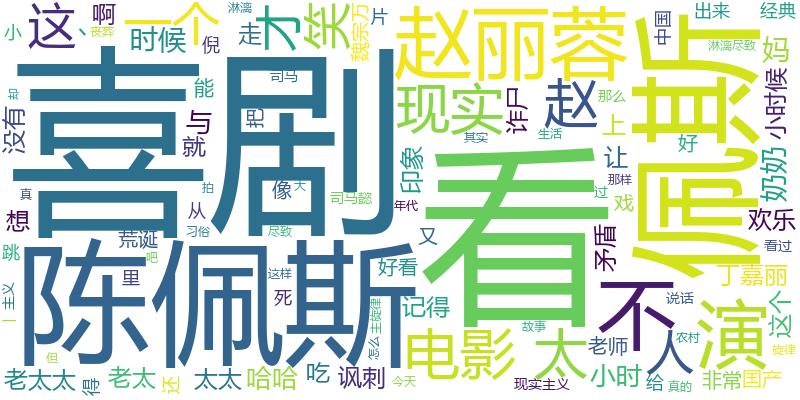 小
、
丧葬
这
啊
一个
时候
倪
走
淋漓
才
笑
魏宗万
片
赵丽蓉
佩斯
中国
出来
经典
淋漓尽致
妈
喜剧
没有
能
与
就
把
司马
现实
诈尸
赵
那么
上
小时候
却
真
想
跳
荒诞
从
拍
习俗
像
大
尽致
司马懿
年代
印象
又
看
其实
生活
让
那样
过
戏
矛盾
好
奶奶
欢乐
看过
里
吧
主义
一
但
陈佩斯
这样
死
好看
记得
怎么
主旋律
电影
故事
太
不
人
老师
农村
演
说话
丁嘉丽
这个
旋律
老太太
得
老太
还
太太
哈哈
吃
讽刺
今天
现实主义
小时
给
真的
非常
国产